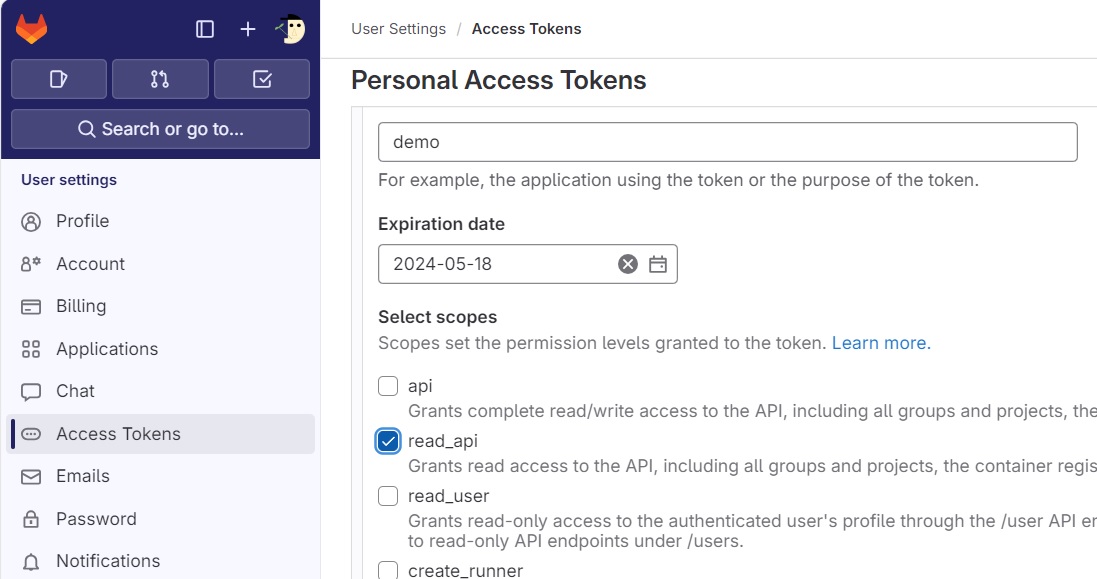 User Settings / Access Tokens
Search or go to...
User settings
Profile
Account
Billing
Applications
Chat
Access Tokens
Emails
Password
Notifications
Personal Access Tokens
demo
For example, the application using the token or the purpose of the token.
Expiration date
2024-05-18
Select scopes
Scopes set the permission levels granted to the token. Learn more.
api
Grants complete read/write access to the API, including all groups and projects, the
read_api
Grants read access to the API, including all groups and projects, the container regis
read_user
Grants read-only access to the authenticated user's profile through the /user API en
to read-only API endpoints under /users.
create_runner